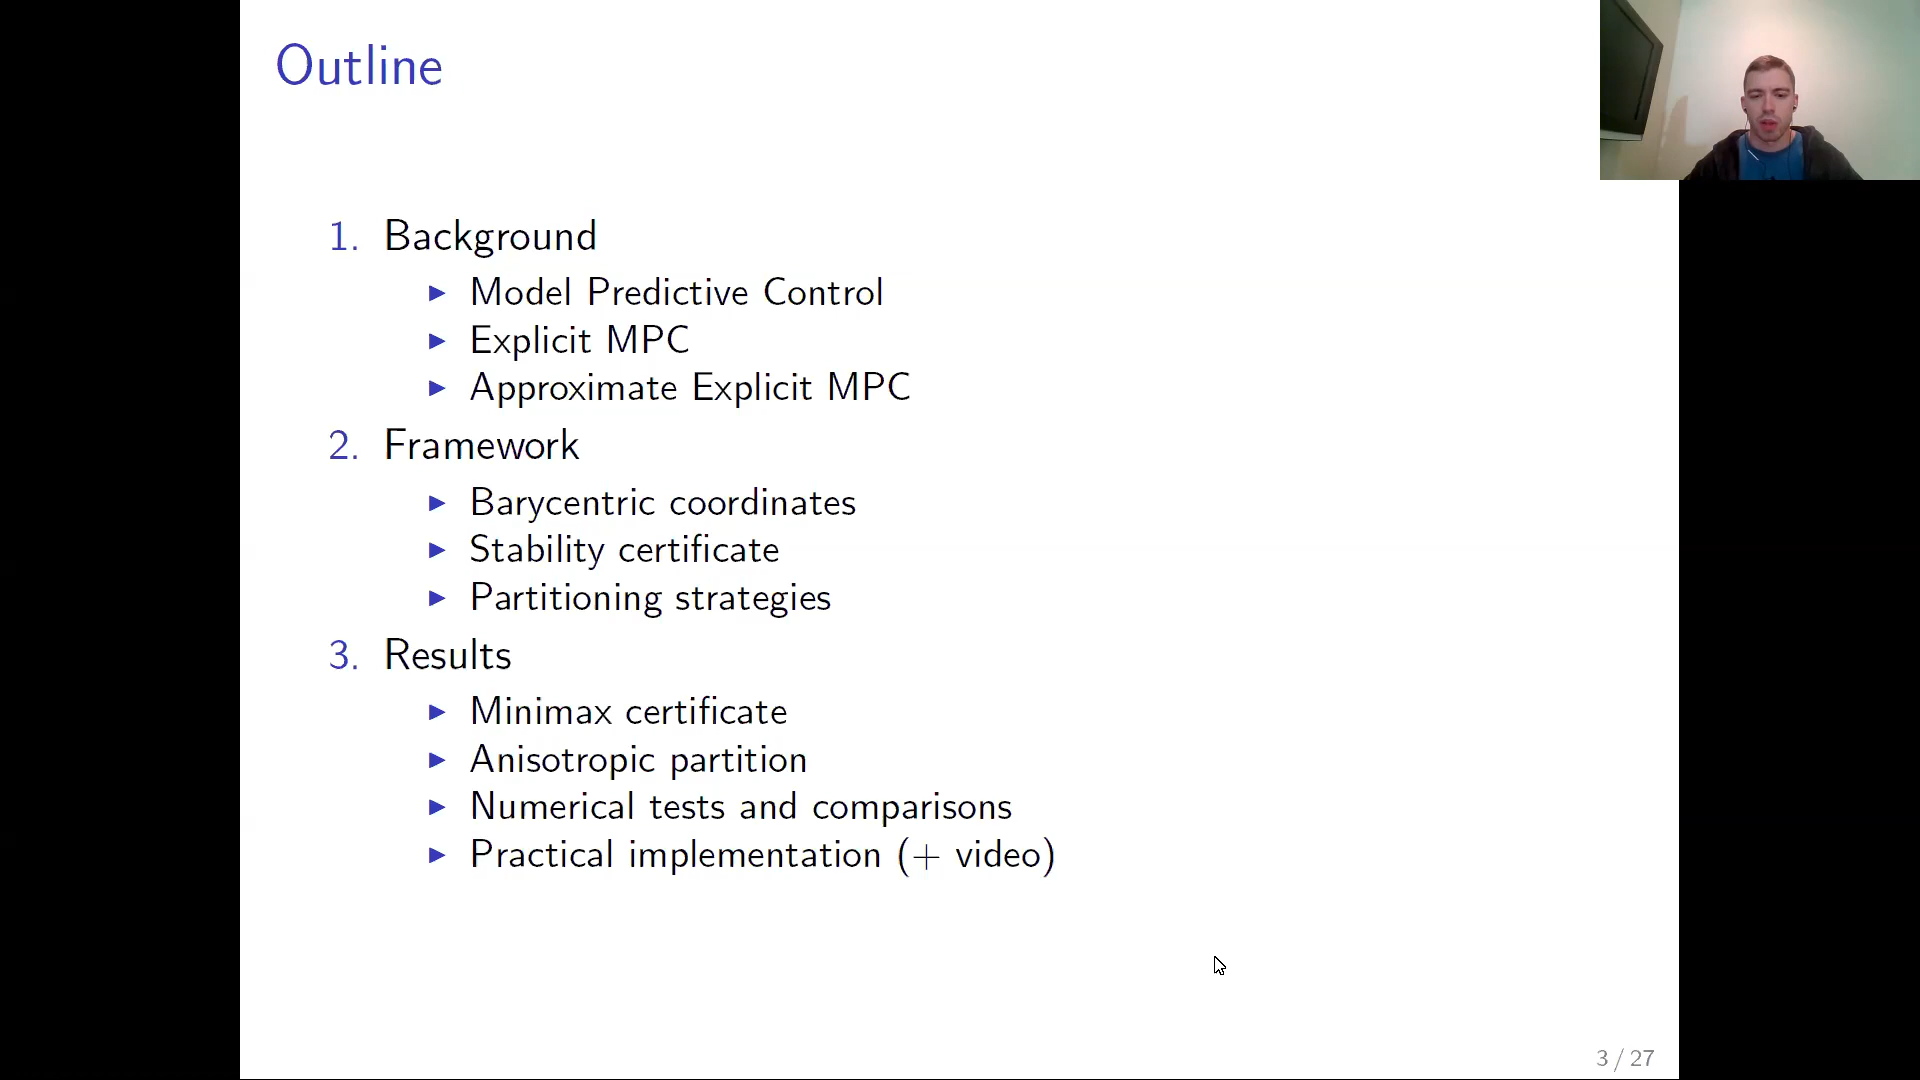 Outline
1. Background
▶ Model Predictive Control
▶ Explicit MPC
▶ Approximate Explicit MPC
2. Framework
▶ Barycentric coordinates
▶ Stability certificate
▶ Partitioning strategies
3. Results
▶ Minimax certificate
▶ Anisotropic partition
▶ Numerical tests and comparisons
▶ Practical implementation (+ video)
3 / 27